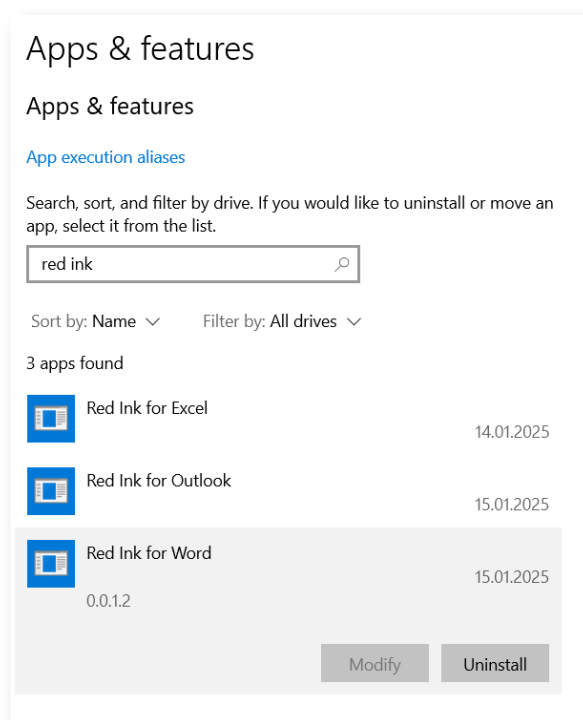 Apps & features
Apps & features
App execution aliases
Search, sort, and filter by drive. If you would like to uninstall or move an
app, select it from the list.
red ink
Sort by: Name Filter by: All drives
3 apps found
Red Ink for Excel
14.01.2025
Red Ink for Outlook
15.01.2025
Red Ink for Word
15.01.2025
0.0.1.2
Modify Uninstall